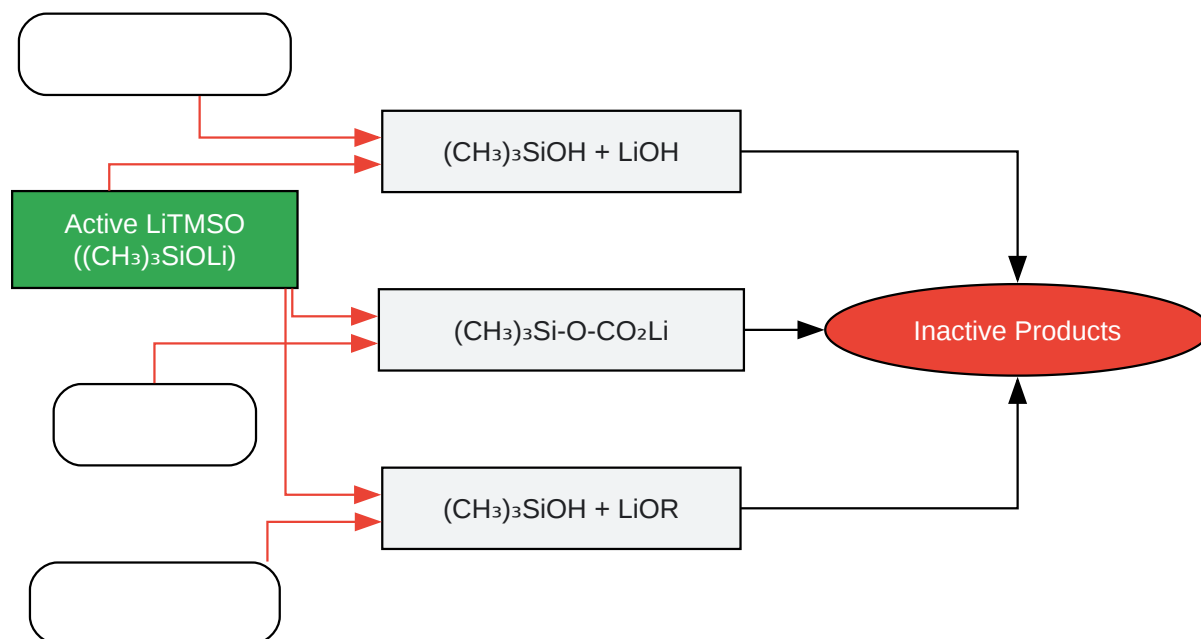 (CH₃)₃SiOH + LiOH
Active LiTMSO
((CH₃)₃SiOLi)
(CH₃)₃Si-O-CO₂Li
Inactive Products
(CH₃)₃SiOH + LiOR